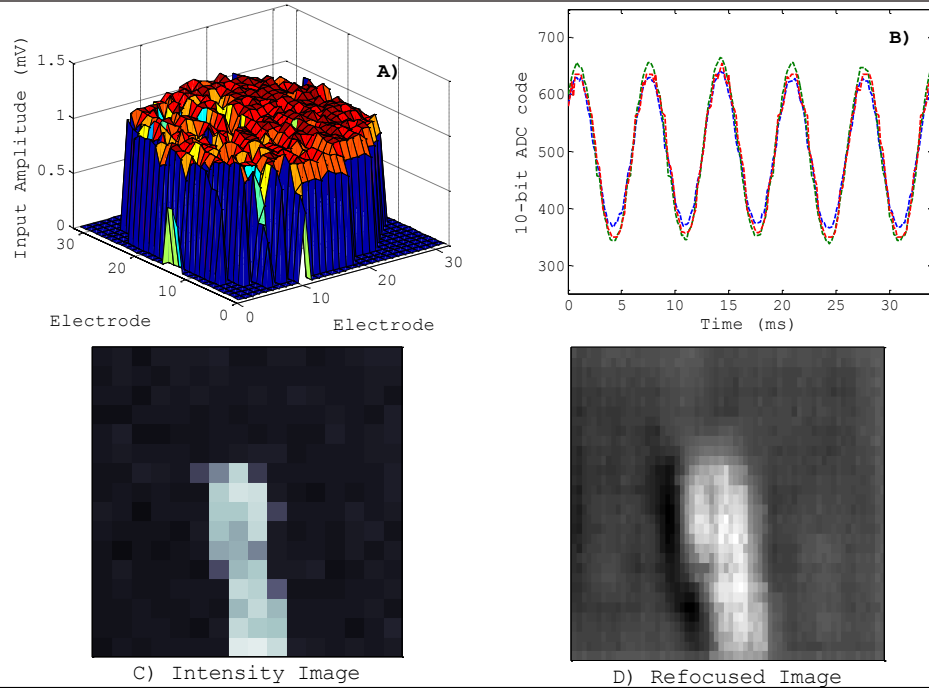 A)
Input Amplitude (mV)
1.5
1
0.5
0
30
20
10
0
0
10
20
30
Electrode
Electrode
B)
10-bit ADC code
700
600
500
400
300
0
5
10
15
20
25
30
Time (ms)
C) Intensity Image
D) Refocused Image